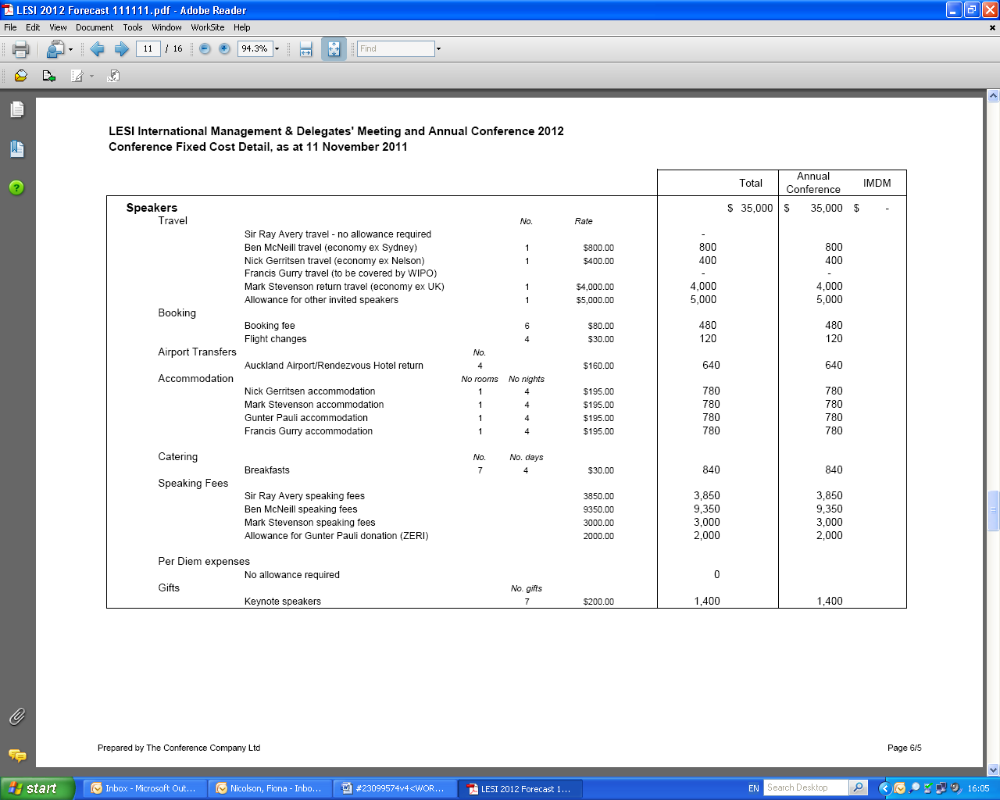 LESI 2012 Forecast 111111.pdf - Adobe Reader
File Edit View Document Tools Window WorkSite Help
11 / 16 94.3% Find
LESI International Management & Delegates' Meeting and Annual Conference 2012
Conference Fixed Cost Detail, as at 11 November 2011
Total Annual Conference IMDM
Speakers $ 35,000 $ 35,000 $ -
Travel No. Rate
Sir Ray Avery travel - no allowance required -
Ben McNeill travel (economy ex Sydney) 1 $800.00 800 800
Nick Gerritsen travel (economy ex Nelson) 1 $400.00 400 400
Francis Gurry travel (to be covered by WIPO) - -
Mark Stevenson return travel (economy ex UK) 1 $4,000.00 4,000 4,000
Allowance for other invited speakers 1 $5,000.00 5,000 5,000
Booking
Booking fee 6 $80.00 480 480
Flight changes 4 $30.00 120 120
Airport Transfers No.
Auckland Airport/Rendezvous Hotel return 4 $160.00 640 640
Accommodation No rooms No nights
Nick Gerritsen accommodation 1 4 $195.00 780 780
Mark Stevenson accommodation 1 4 $195.00 780 780
Gunter Pauli accommodation 1 4 $195.00 780 780
Francis Gurry accommodation 1 4 $195.00 780 780
Catering No. No. days
Breakfasts 7 4 $30.00 840 840
Speaking Fees
Sir Ray Avery speaking fees 3850.00 3,850 3,850
Ben McNeill speaking fees 9350.00 9,350 9,350
Mark Stevenson speaking fees 3000.00 3,000 3,000
Allowance for Gunter Pauli donation (ZERI) 2000.00 2,000 2,000
Per Diem expenses
No allowance required 0
Gifts No. gifts
Keynote speakers 7 $200.00 1,400 1,400
Prepared by The Conference Company Ltd Page 6/5
start Inbox - Microsoft Out... Nicolson, Fiona - Inbo... #23099574v4<WOR... LESI 2012 Forecast 1... EN Search Desktop 16:05